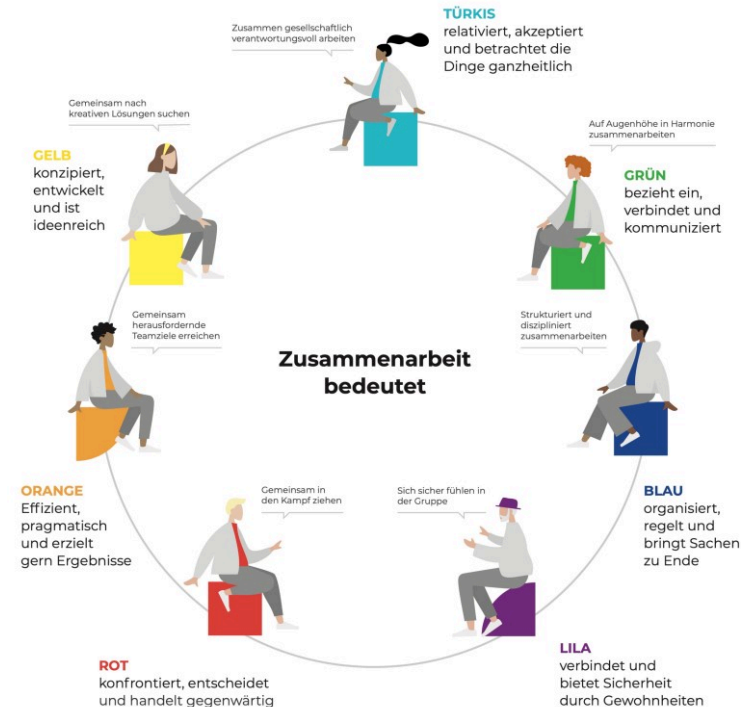 Zusammen gesellschaftlich
verantwortungsvoll arbeiten
TÜRKIS
relativiert, akzeptiert
und betrachtet die
Dinge ganzheitlich
Gemeinsam nach
kreativen Lösungen suchen
GELB
konzipiert,
entwickelt
und ist
ideenreich
Auf Augenhöhe in Harmonie
zusammenarbeiten
GRÜN
bezieht ein,
verbindet und
kommuniziert
Gemeinsam
herausfordernde
Teamziele erreichen
Strukturiert und
diszipliniert
zusammenarbeiten
Zusammenarbeit
bedeutet
ORANGE
Effizient,
pragmatisch
und erzielt
gern Ergebnisse
Gemeinsam in
den Kampf ziehen
Sich sicher fühlen in
der Gruppe
BLAU
organisiert,
regelt und
bringt Sachen
zu Ende
ROT
konfrontiert, entscheidet
und handelt gegenwärtig
LILA
verbindet und
bietet Sicherheit
durch Gewohnheiten